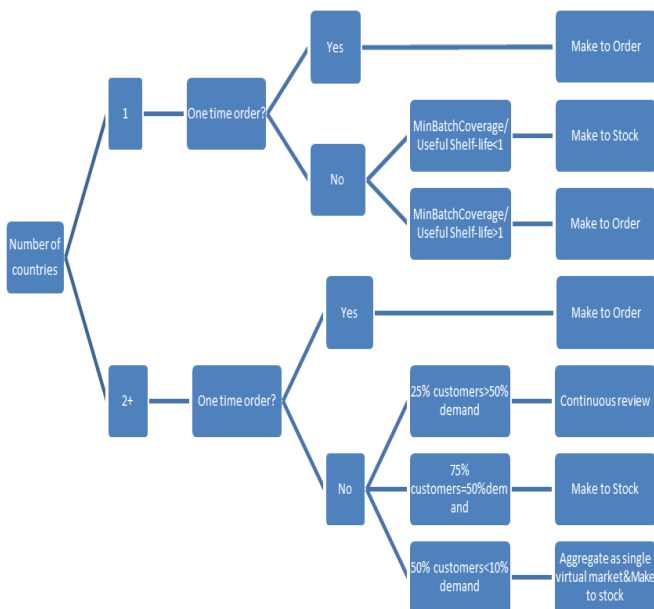 Yes
Make to Order
1
One time order?
MinBatchCoverage/
Useful Shelf-life<1
Make to Stock
No
MinBatchCoverage/
Useful Shelf-life>1
Make to Order
Number of
countries
Yes
Make to Order
2+
One time order?
25% customers>50%
demand
Continuous review
No
75%
customers=50%dem
and
Make to Stock
50% customers<10%
demand
Aggregate as single
virtual market&Make
to stock